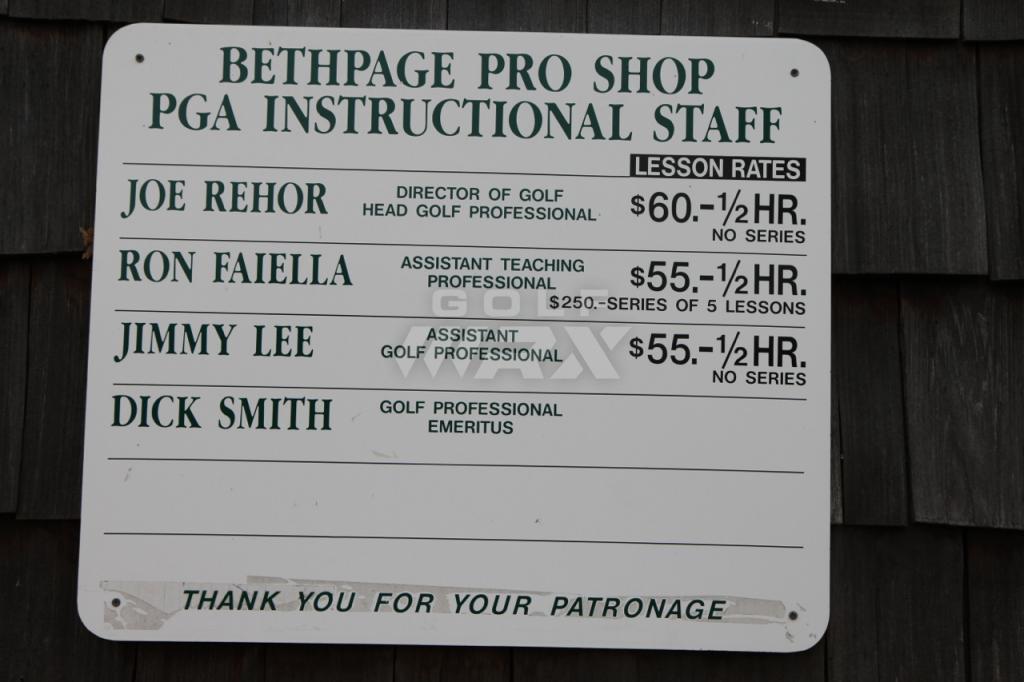 BETHPAGE PRO SHOP
PGA INSTRUCTIONAL STAFF
LESSON RATES
JOE REHOR
DIRECTOR OF GOLF
HEAD GOLF PROFESSIONAL
$60.-1/2 HR.
NO SERIES
RON FAIELLA
ASSISTANT TEACHING
PROFESSIONAL
$55.-1/2 HR.
$250.-SERIES OF 5 LESSONS
GOLF
MAX
JIMMY LEE
ASSISTANT
GOLF PROFESSIONAL
$55.-1/2 HR.
NO SERIES
DICK SMITH
GOLF PROFESSIONAL
EMERITUS
THANK YOU FOR YOUR PATRONAGE